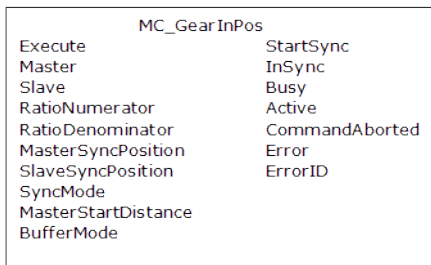 MC_GearInPos
Execute StartSync
Master InSync
Slave Busy
RatioNumerator Active
RatioDenominator CommandAborted
MasterSyncPosition Error
SlaveSyncPosition ErrorID
SyncMode
MasterStartDistance
BufferMode